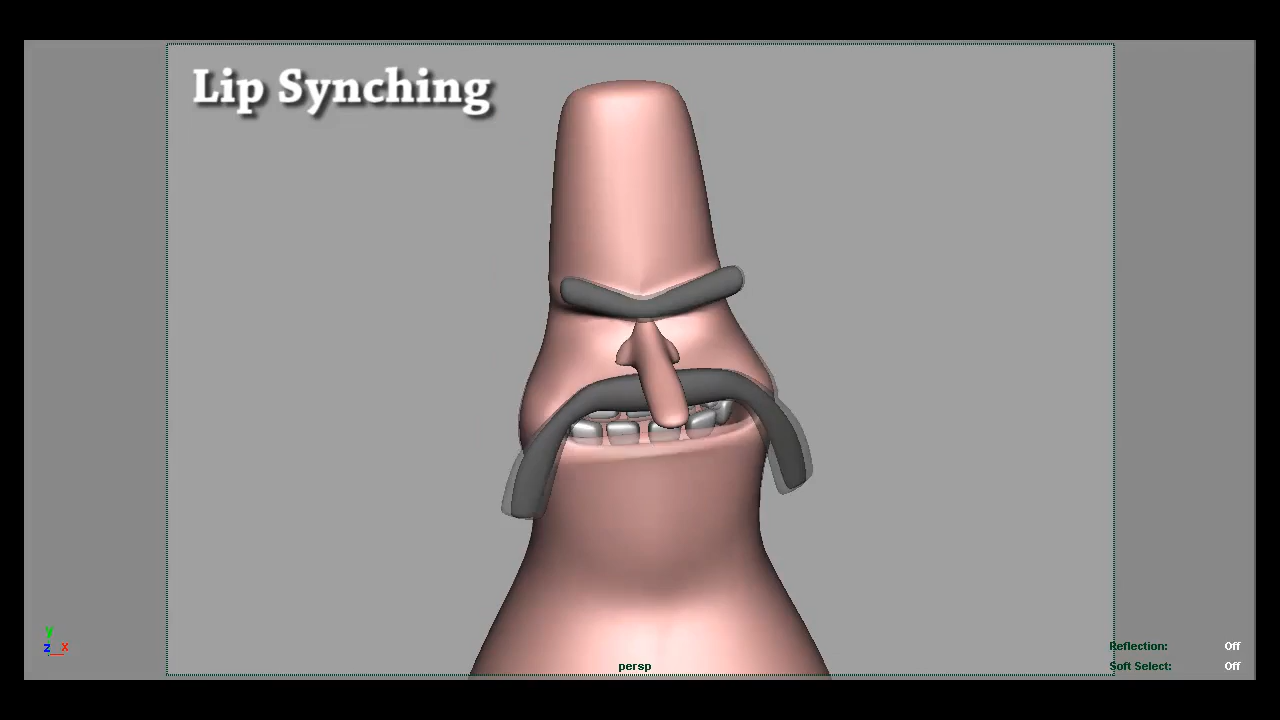 Lip Synching
y
z x
persp
Reflection: Off
Soft Select: Off